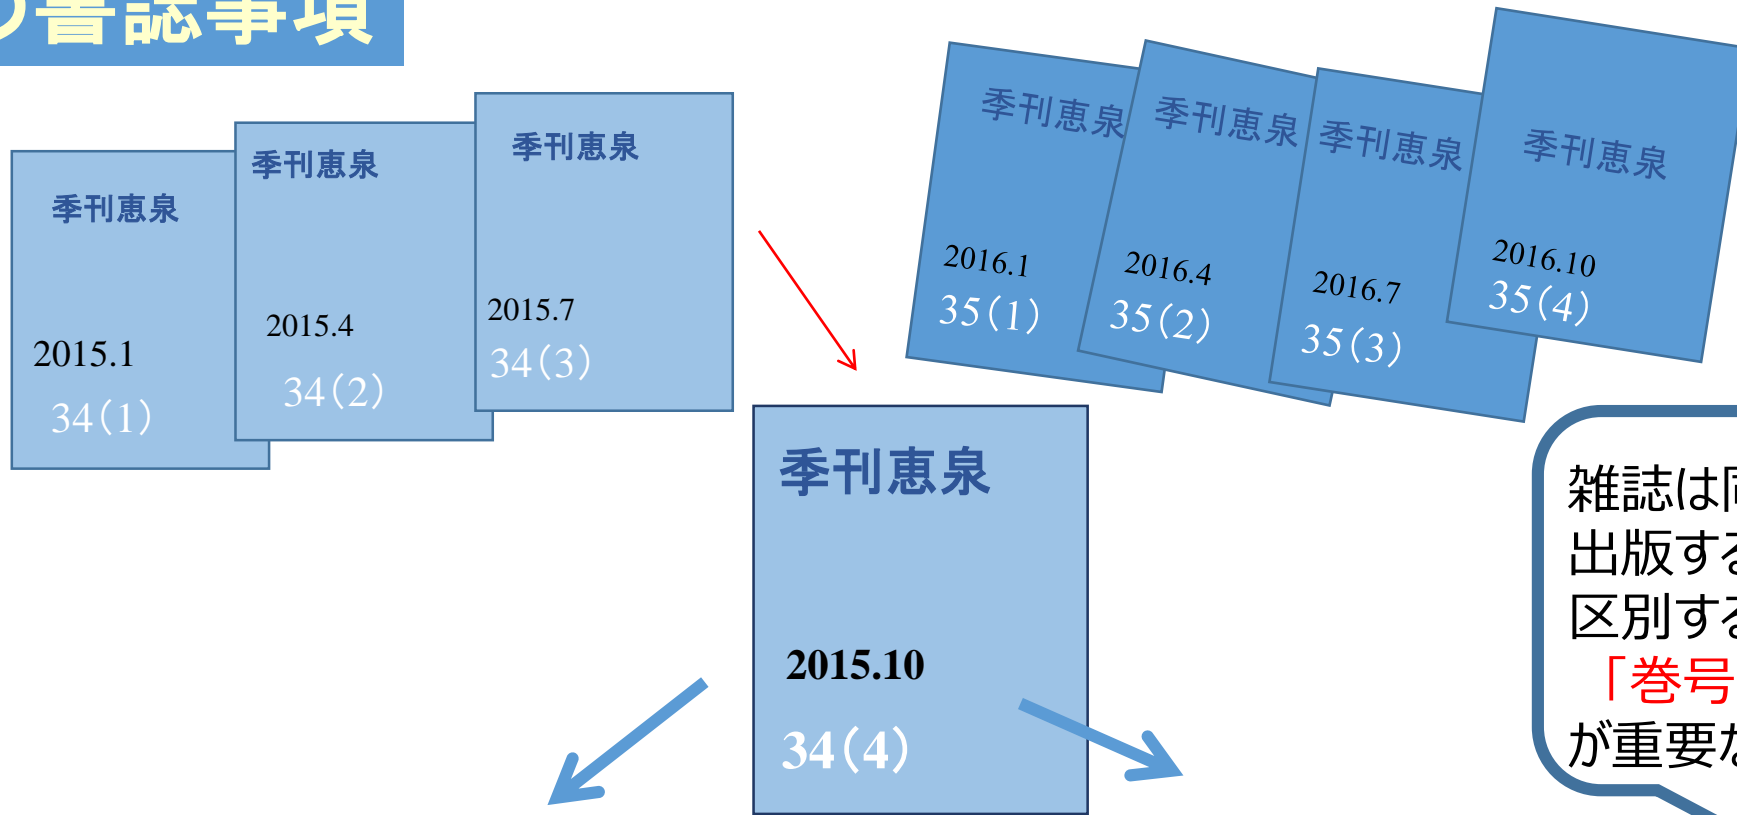 の書誌事項
季刊恵泉
2015.1
34(1)
季刊恵泉
2015.4
34(2)
季刊恵泉
2015.7
34(3)
季刊恵泉
2016.1
35(1)
季刊恵泉
2016.4
35(2)
季刊恵泉
2016.7
35(3)
季刊恵泉
2016.10
35(4)
季刊恵泉
2015.10
34(4)
雑誌は
出版する
区別する
「巻号
が重要な